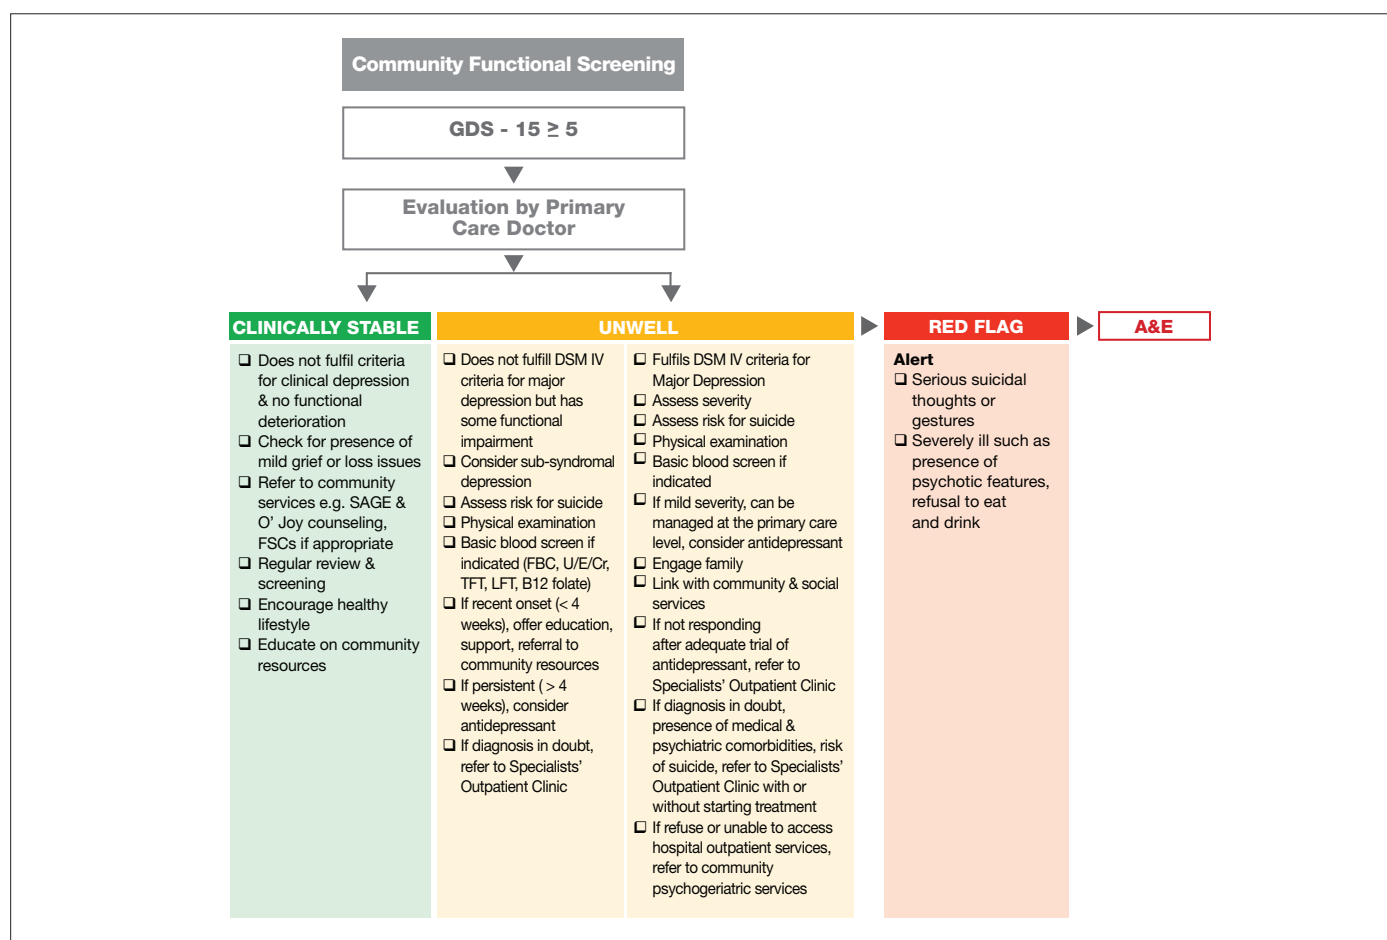 Community Functional Screening
GDS - 15 ≥ 5
Evaluation by Primary
Care Doctor
CLINICALLY STABLE
❑ Does not fulfil criteria
for clinical depression
& no functional
deterioration
❑ Check for presence of
mild grief or loss issues
❑ Refer to community
services e.g. SAGE &
O' Joy counseling,
FSCs if appropriate
❑ Regular review &
screening
❑ Encourage healthy
lifestyle
❑ Educate on community
resources
UNWELL
❑ Does not fulfill DSM IV
criteria for major
depression but has
some functional
impairment
❑ Consider sub-syndromal
depression
❑ Assess risk for suicide
❑ Physical examination
❑ Basic blood screen if
indicated (FBC, U/E/Cr,
TFT, LFT, B12 folate)
❑ If recent onset (< 4
weeks), offer education,
support, referral to
community resources
❑ If persistent ( > 4
weeks), consider
antidepressant
❑ If diagnosis in doubt,
refer to Specialists'
Outpatient Clinic
❑ Fulfils DSM IV criteria for
Major Depression
❑ Assess severity
❑ Assess risk for suicide
❑ Physical examination
❑ Basic blood screen if
indicated
❑ If mild severity, can be
managed at the primary care
level, consider antidepressant
❑ Engage family
❑ Link with community & social
services
❑ If not responding
after adequate trial of
antidepressant, refer to
Specialists' Outpatient Clinic
❑ If diagnosis in doubt,
presence of medical &
psychiatric comorbidities, risk
of suicide, refer to Specialists'
Outpatient Clinic with or
without starting treatment
❑ If refuse or unable to access
hospital outpatient services,
refer to community
psychogeriatric services
RED FLAG
Alert
❑ Serious suicidal
thoughts or
gestures
❑ Severely ill such as
presence of
psychotic features,
refusal to eat
and drink
A&E